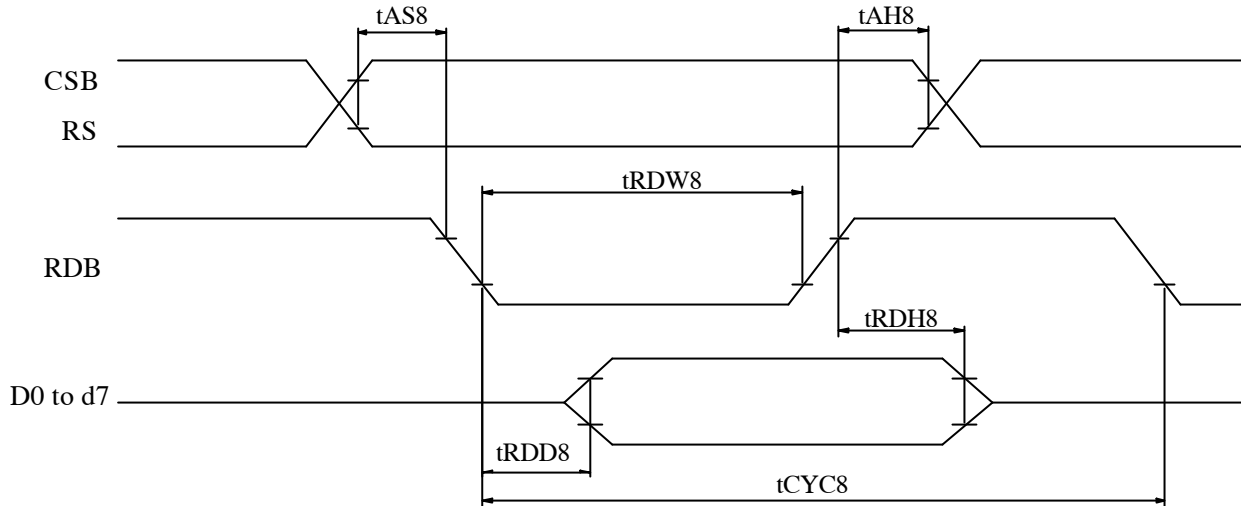 tAS8
tAH8
CSB
RS
tRDW8
RDB
tRDH8
D0 to d7
tRDD8
tCYC8